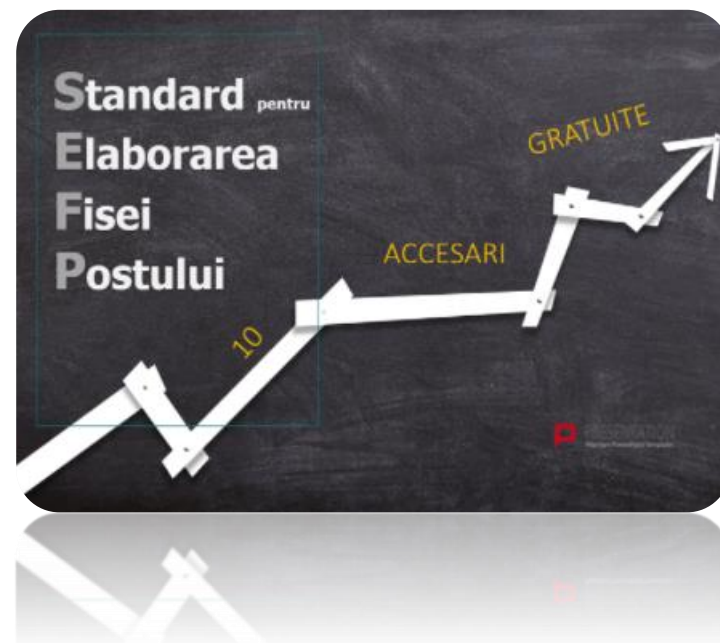 Standard pentru
Elaborarea
Fisei
Postului
GRATUITE
ACCESARI
10